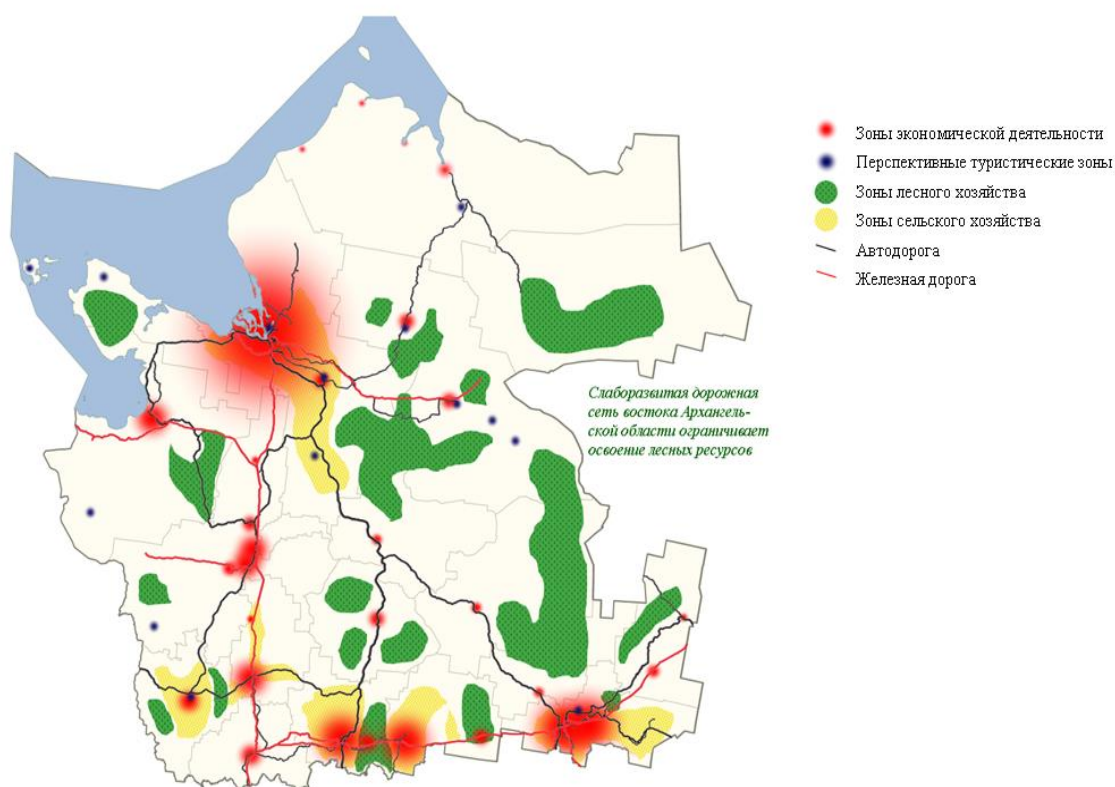 Зоны экономической деятельности
Перспективные туристические зоны
Зоны лесного хозяйства
Зоны сельского хозяйства
Автодорога
Железная дорога
Слаборазвитая дорожная
сеть востока Архангель-
ской области ограничивает
освоение лесных ресурсов